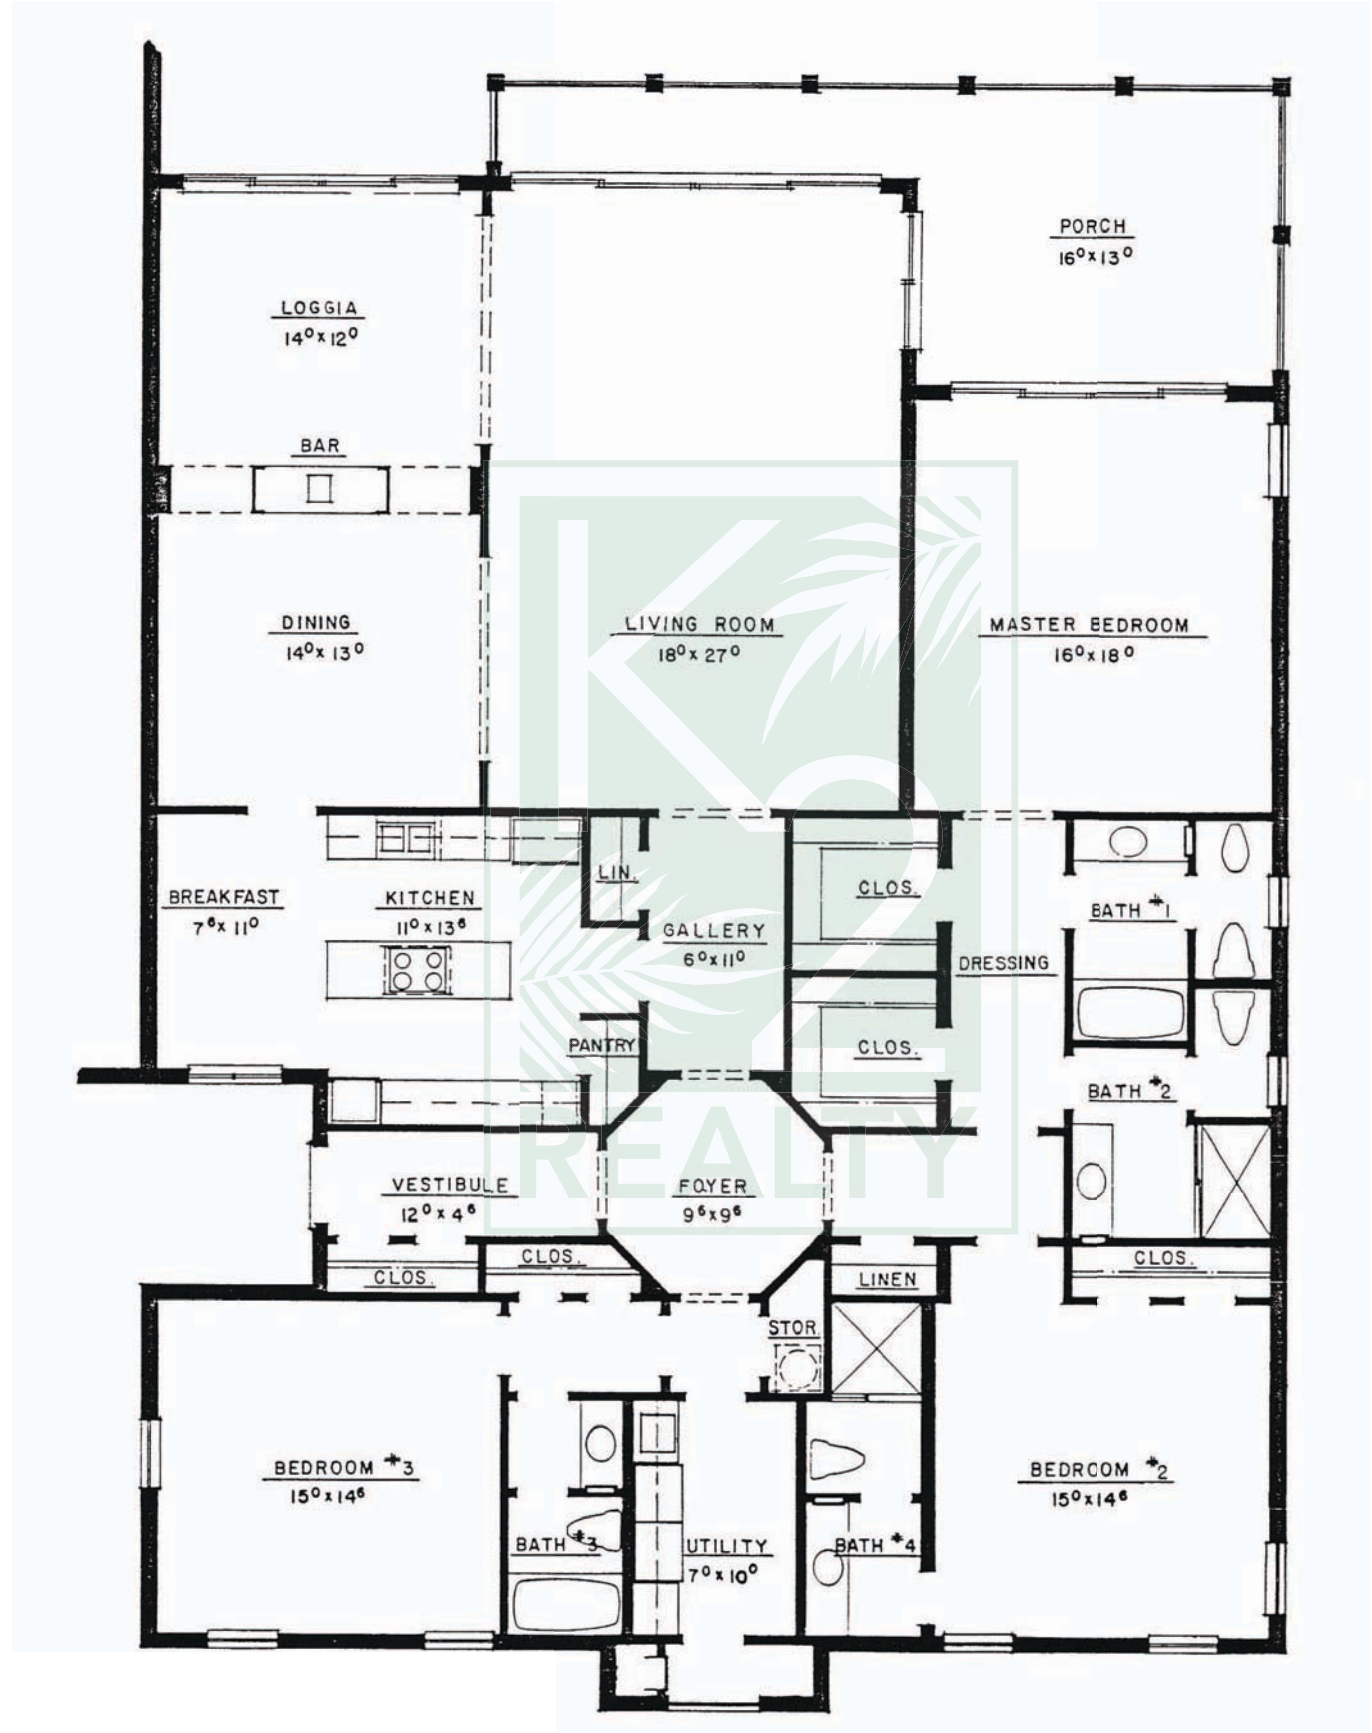 PORCH
16⁰x13⁰
LOGGIA
14⁰x12⁰
BAR
DINING
14⁰x13⁰
LIVING ROOM
18⁰x27⁰
MASTER BEDROOM
16⁰x18⁰
K2
REALTY
BREAKFAST
7⁶x11⁰
KITCHEN
11⁰x13⁶
LIN.
GALLERY
6⁰x11⁰
CLOS.
DRESSING
BATH #1
PANTRY
CLOS.
BATH #2
VESTIBULE
12⁰x4⁶
FOYER
9⁶x9⁶
CLOS.
CLOS.
LINEN
CLOS.
STOR.
BEDROOM #3
15⁰x14⁶
BATH #3
UTILITY
7⁰x10⁰
BATH #4
BEDROOM #2
15⁰x14⁶